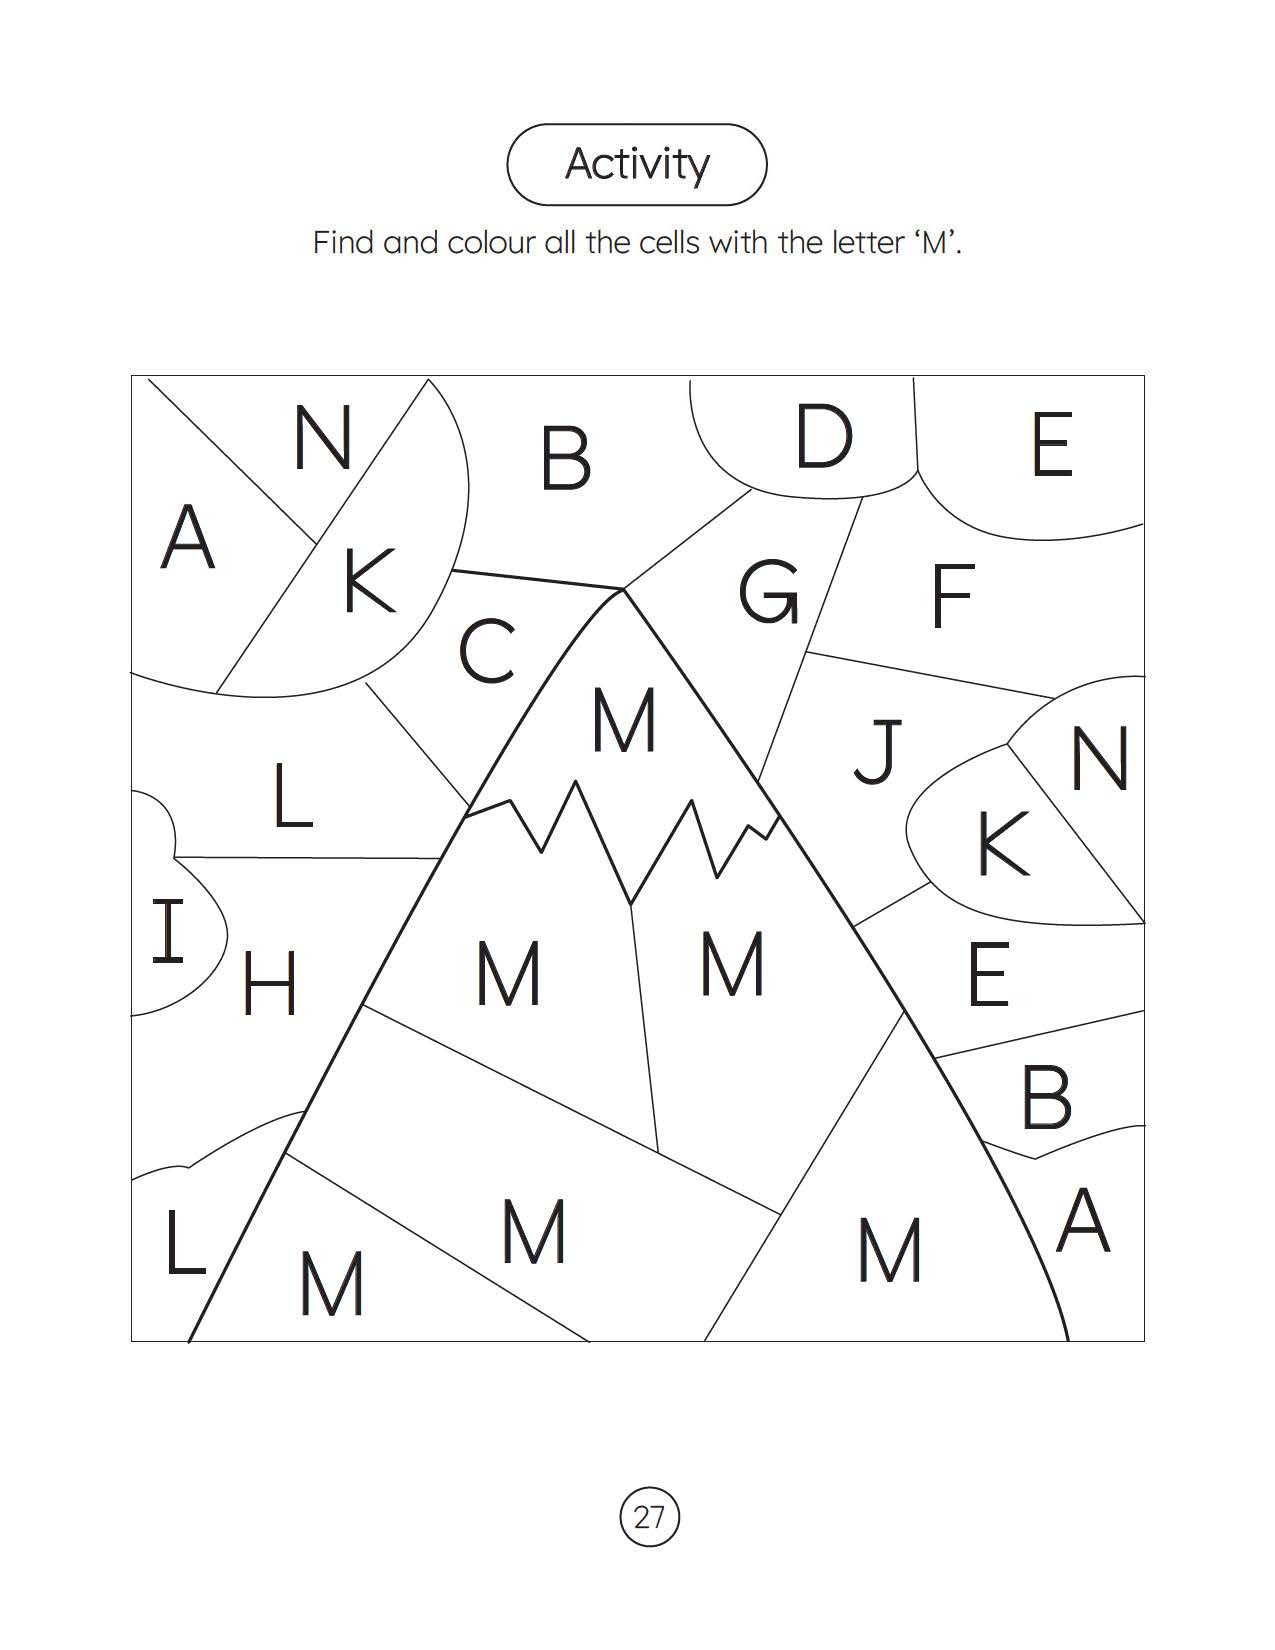 Activity
Find and colour all the cells with the letter ‘M’.
N
B
D
E
A
K
G
F
C
M
J
N
L
K
I
H
M
M
E
B
L
M
M
M
A
27